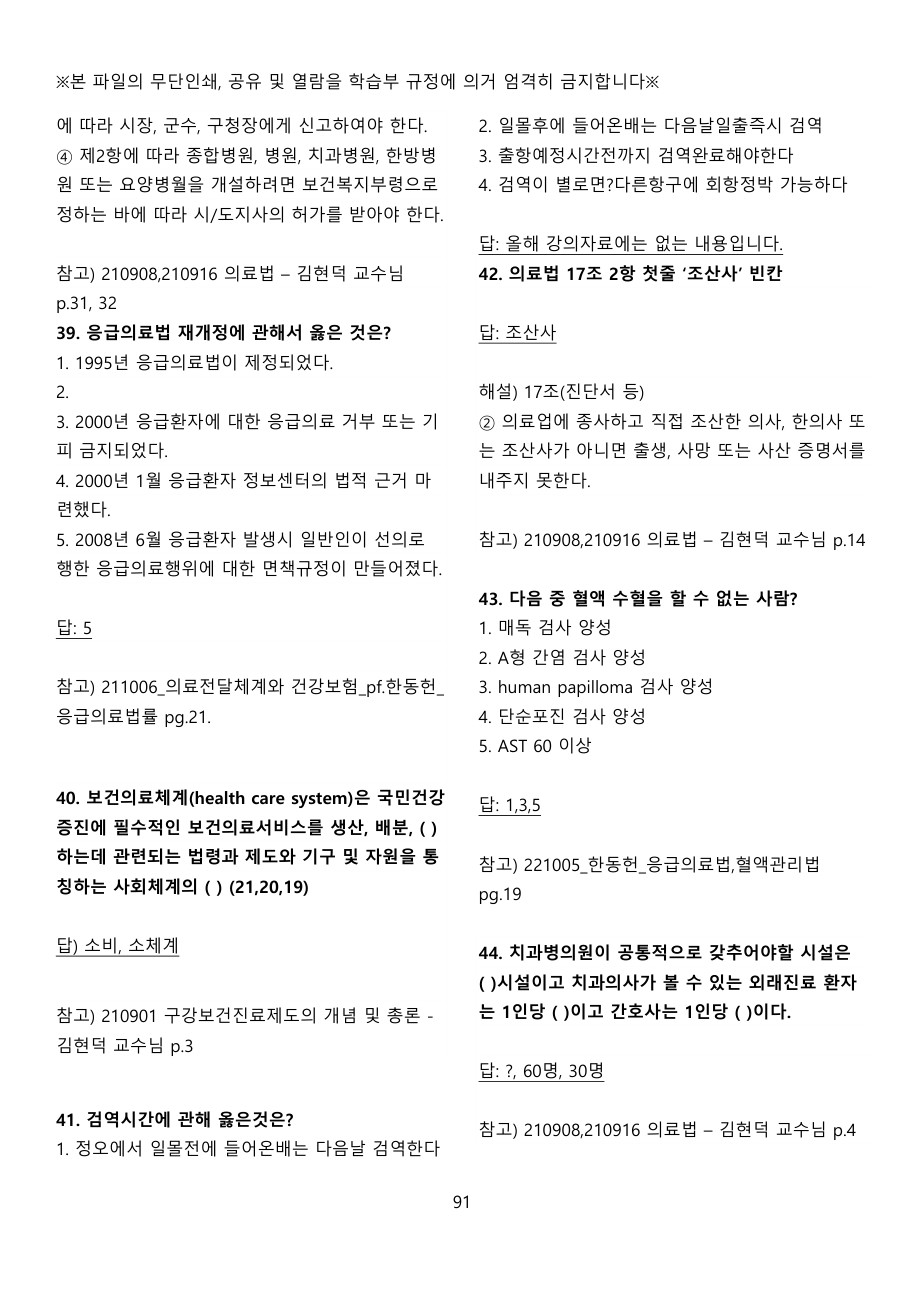 ※본 파일의 무단인쇄, 공유 및 열람을 학습부 규정에 의거 엄격히 금지합니다※
에 따라 시장, 군수, 구청장에게 신고하여야 한다.
④ 제2항에 따라 종합병원, 병원, 치과병원, 한방병
원 또는 요양병월을 개설하려면 보건복지부령으로
정하는 바에 따라 시/도지사의 허가를 받아야 한다.
참고) 210908,210916 의료법 – 김현덕 교수님
p.31, 32
39. 응급의료법 재개정에 관해서 옳은 것은?
1. 1995년 응급의료법이 제정되었다.
2.
3. 2000년 응급환자에 대한 응급의료 거부 또는 기
피 금지되었다.
4. 2000년 1월 응급환자 정보센터의 법적 근거 마
련했다.
5. 2008년 6월 응급환자 발생시 일반인이 선의로
행한 응급의료행위에 대한 면책규정이 만들어졌다.
답: 5
참고) 211006_의료전달체계와 건강보험_pf.한동헌_
응급의료법률 pg.21.
40. 보건의료체계(health care system)은 국민건강
증진에 필수적인 보건의료서비스를 생산, 배분, ( )
하는데 관련되는 법령과 제도와 기구 및 자원을 통
칭하는 사회체계의 ( ) (21,20,19)
답) 소비, 소체계
참고) 210901 구강보건진료제도의 개념 및 총론 -
김현덕 교수님 p.3
41. 검역시간에 관해 옳은것은?
1. 정오에서 일몰전에 들어온배는 다음날 검역한다
2. 일몰후에 들어온배는 다음날일출즉시 검역
3. 출항예정시간전까지 검역완료해야한다
4. 검역이 별로면?다른항구에 회항정박 가능하다
답: 올해 강의자료에는 없는 내용입니다.
42. 의료법 17조 2항 첫줄 ‘조산사’ 빈칸
답: 조산사
해설) 17조(진단서 등)
② 의료업에 종사하고 직접 조산한 의사, 한의사 또
는 조산사가 아니면 출생, 사망 또는 사산 증명서를
내주지 못한다.
참고) 210908,210916 의료법 – 김현덕 교수님 p.14
43. 다음 중 혈액 수혈을 할 수 없는 사람?
1. 매독 검사 양성
2. A형 간염 검사 양성
3. human papilloma 검사 양성
4. 단순포진 검사 양성
5. AST 60 이상
답: 1,3,5
참고) 221005_한동헌_응급의료법,혈액관리법
pg.19
44. 치과병의원이 공통적으로 갖추어야할 시설은
( )시설이고 치과의사가 볼 수 있는 외래진료 환자
는 1인당 ( )이고 간호사는 1인당 ( )이다.
답: ?, 60명, 30명
참고) 210908,210916 의료법 – 김현덕 교수님 p.4
91